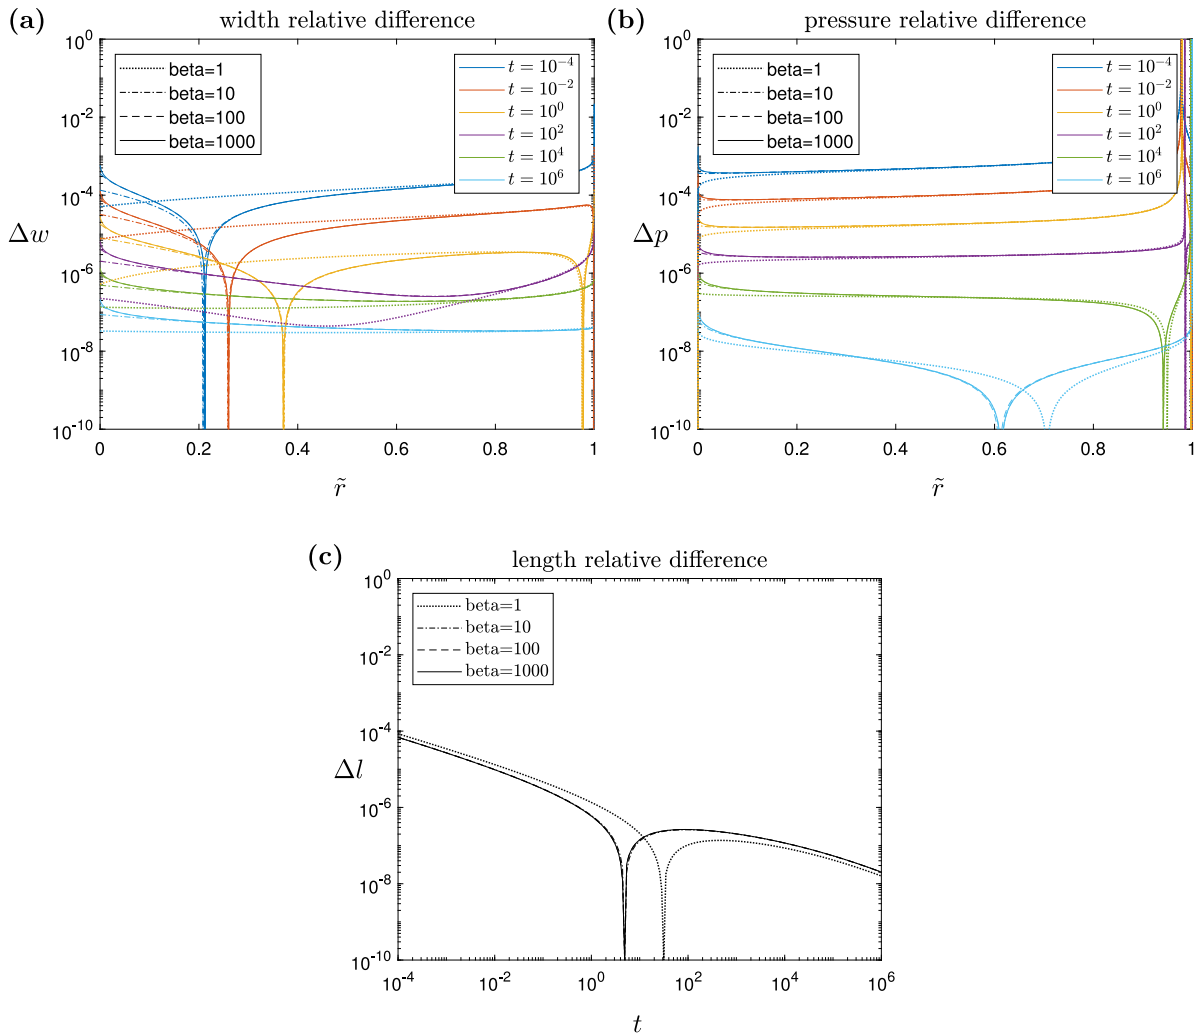 (a) width relative difference
10^0
10^-2
10^-4
10^-6
10^-8
10^-10
Δw
beta=1
beta=10
beta=100
beta=1000
t = 10^-4
t = 10^-2
t = 10^0
t = 10^2
t = 10^4
t = 10^6
0 0.2 0.4 0.6 0.8 1
r̃
(b) pressure relative difference
10^0
10^-2
10^-4
10^-6
10^-8
10^-10
Δp
beta=1
beta=10
beta=100
beta=1000
t = 10^-4
t = 10^-2
t = 10^0
t = 10^2
t = 10^4
t = 10^6
0 0.2 0.4 0.6 0.8 1
r̃
(c) length relative difference
10^0
10^-2
10^-4
10^-6
10^-8
10^-10
Δl
beta=1
beta=10
beta=100
beta=1000
10^-4 10^-2 10^0 10^2 10^4 10^6
t